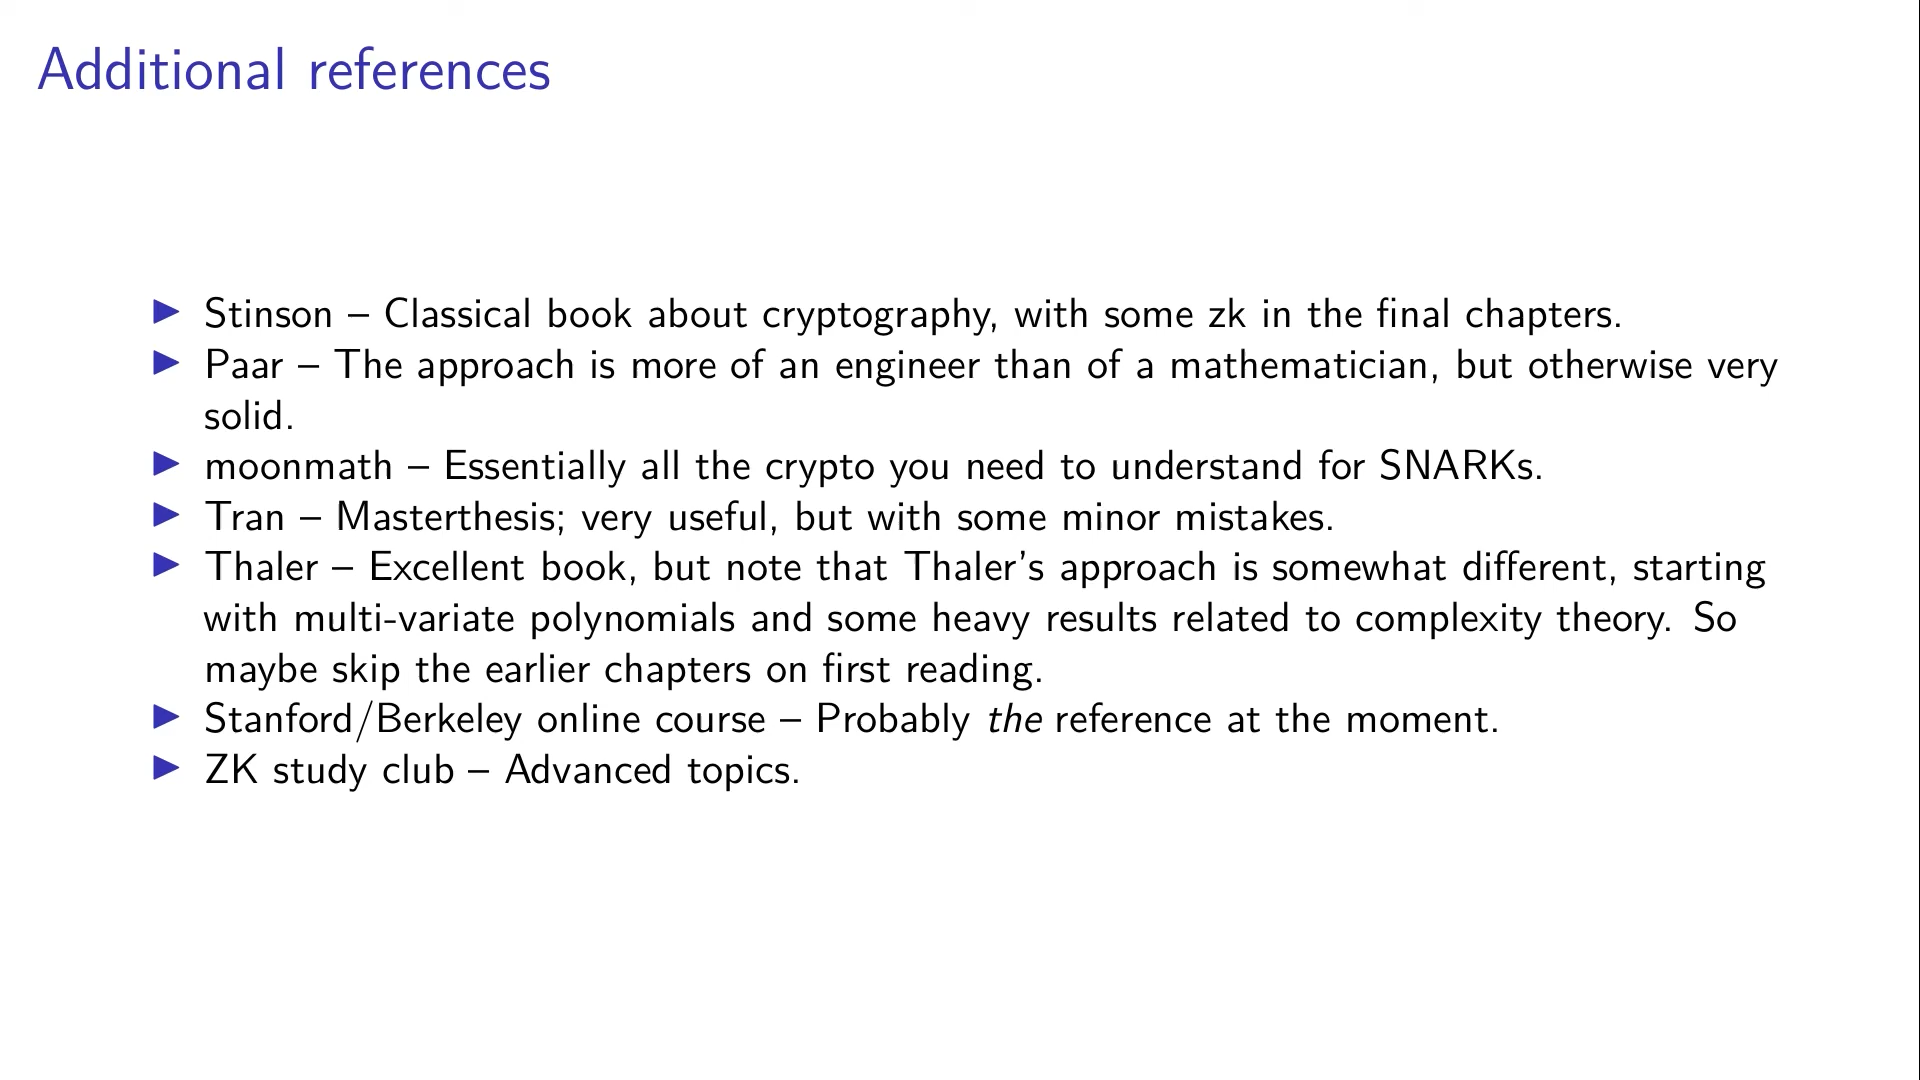 Additional references
▶ Stinson – Classical book about cryptography, with some zk in the final chapters.
▶ Paar – The approach is more of an engineer than of a mathematician, but otherwise very
solid.
▶ moonmath – Essentially all the crypto you need to understand for SNARKs.
▶ Tran – Masterthesis; very useful, but with some minor mistakes.
▶ Thaler – Excellent book, but note that Thaler's approach is somewhat different, starting
with multi-variate polynomials and some heavy results related to complexity theory. So
maybe skip the earlier chapters on first reading.
▶ Stanford/Berkeley online course – Probably the reference at the moment.
▶ ZK study club – Advanced topics.